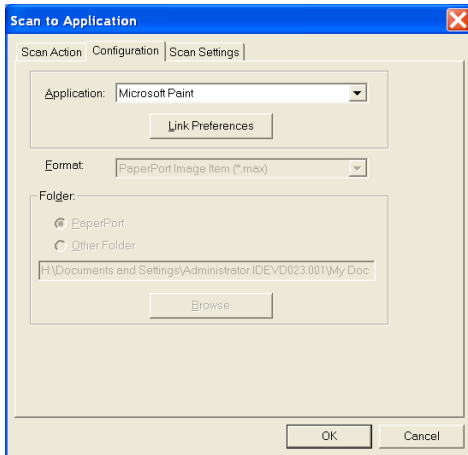 Scan to Application
Scan Action Configuration Scan Settings
Application: Microsoft Paint
Link Preferences
Format: PaperPort Image Item (*.max)
Folder:
PaperPort
Other Folder
H:\Documents and Settings\Administrator.IDEVD023.001\My Doc
Browse
OK Cancel